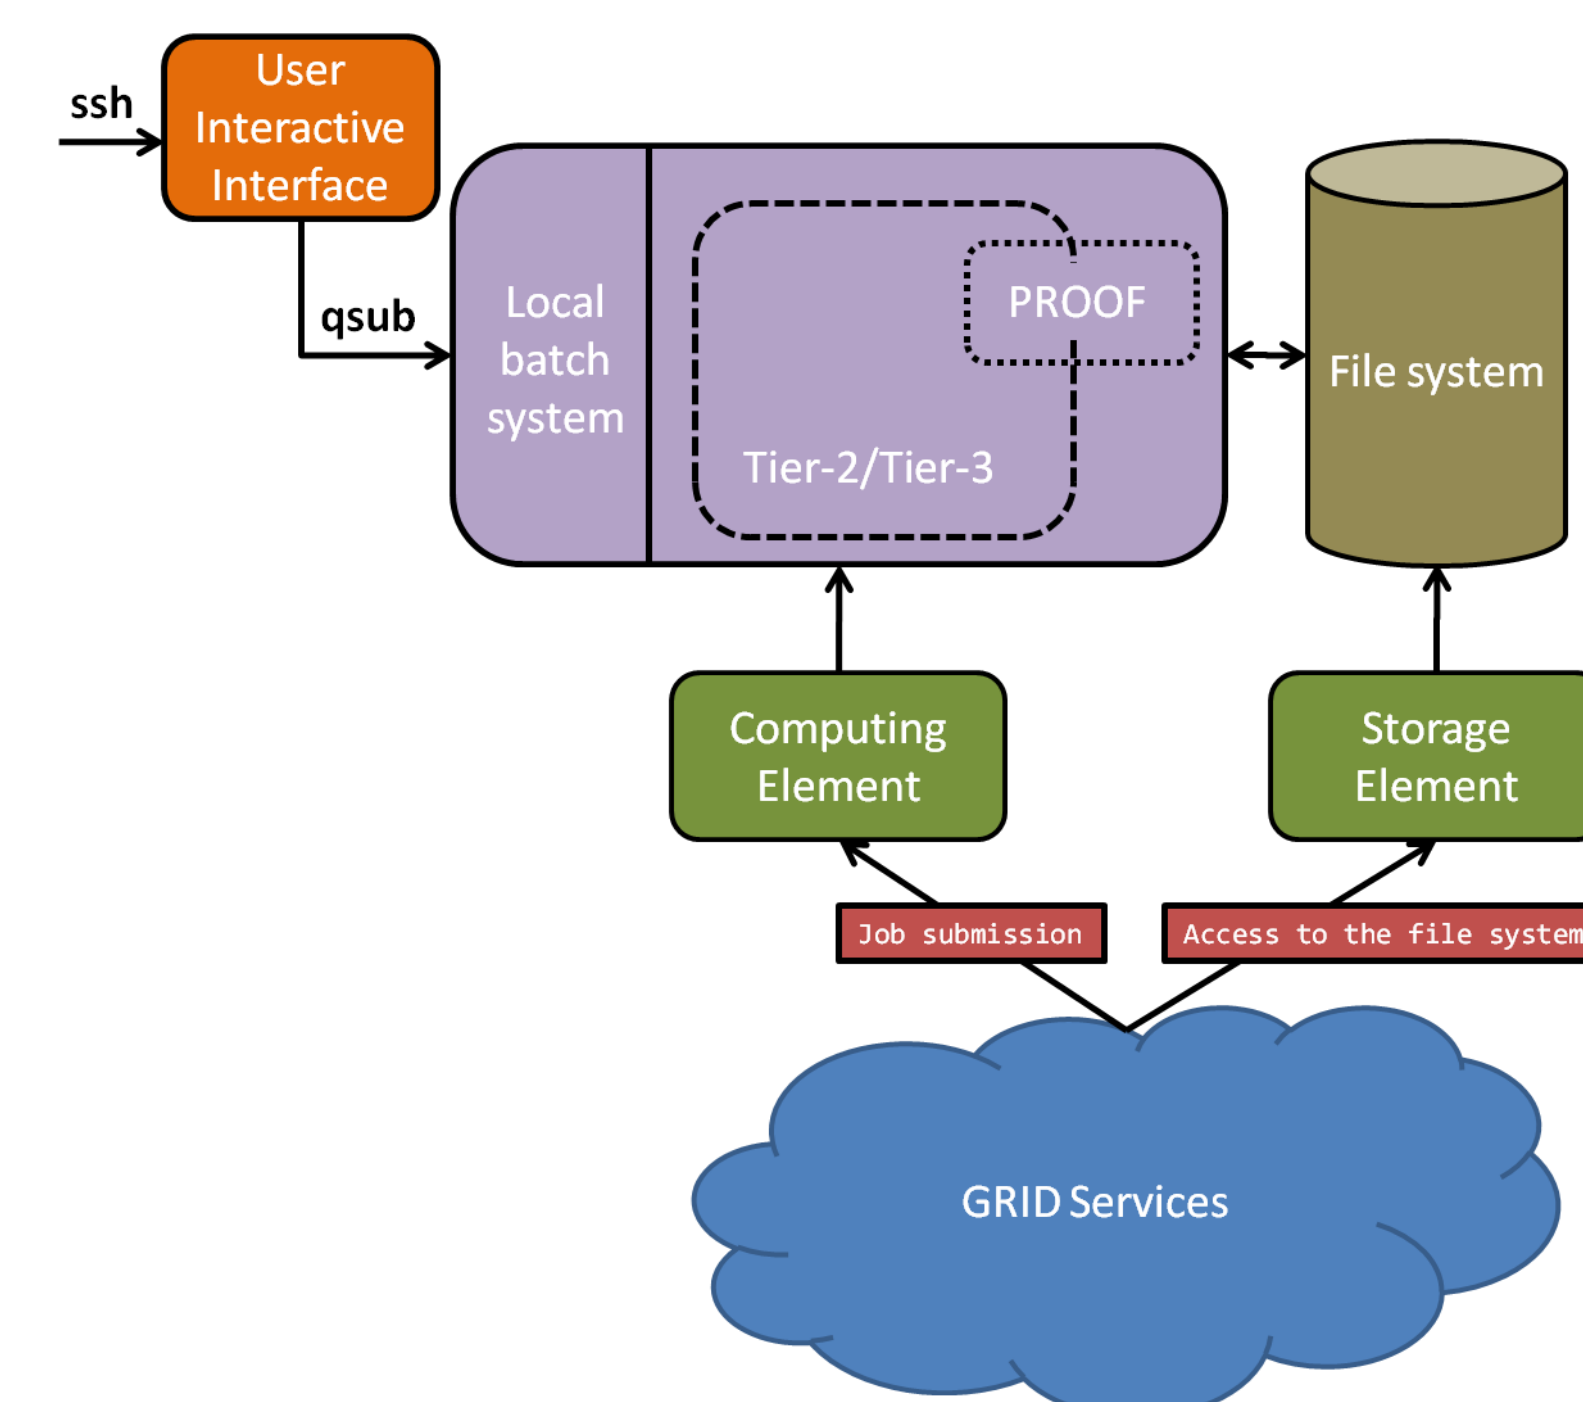 ssh
User
Interactive
Interface
qsub
Local
batch
system
PROOF
Tier-2/Tier-3
File system
Computing
Element
Storage
Element
Job submission
Access to the file system
GRID Services